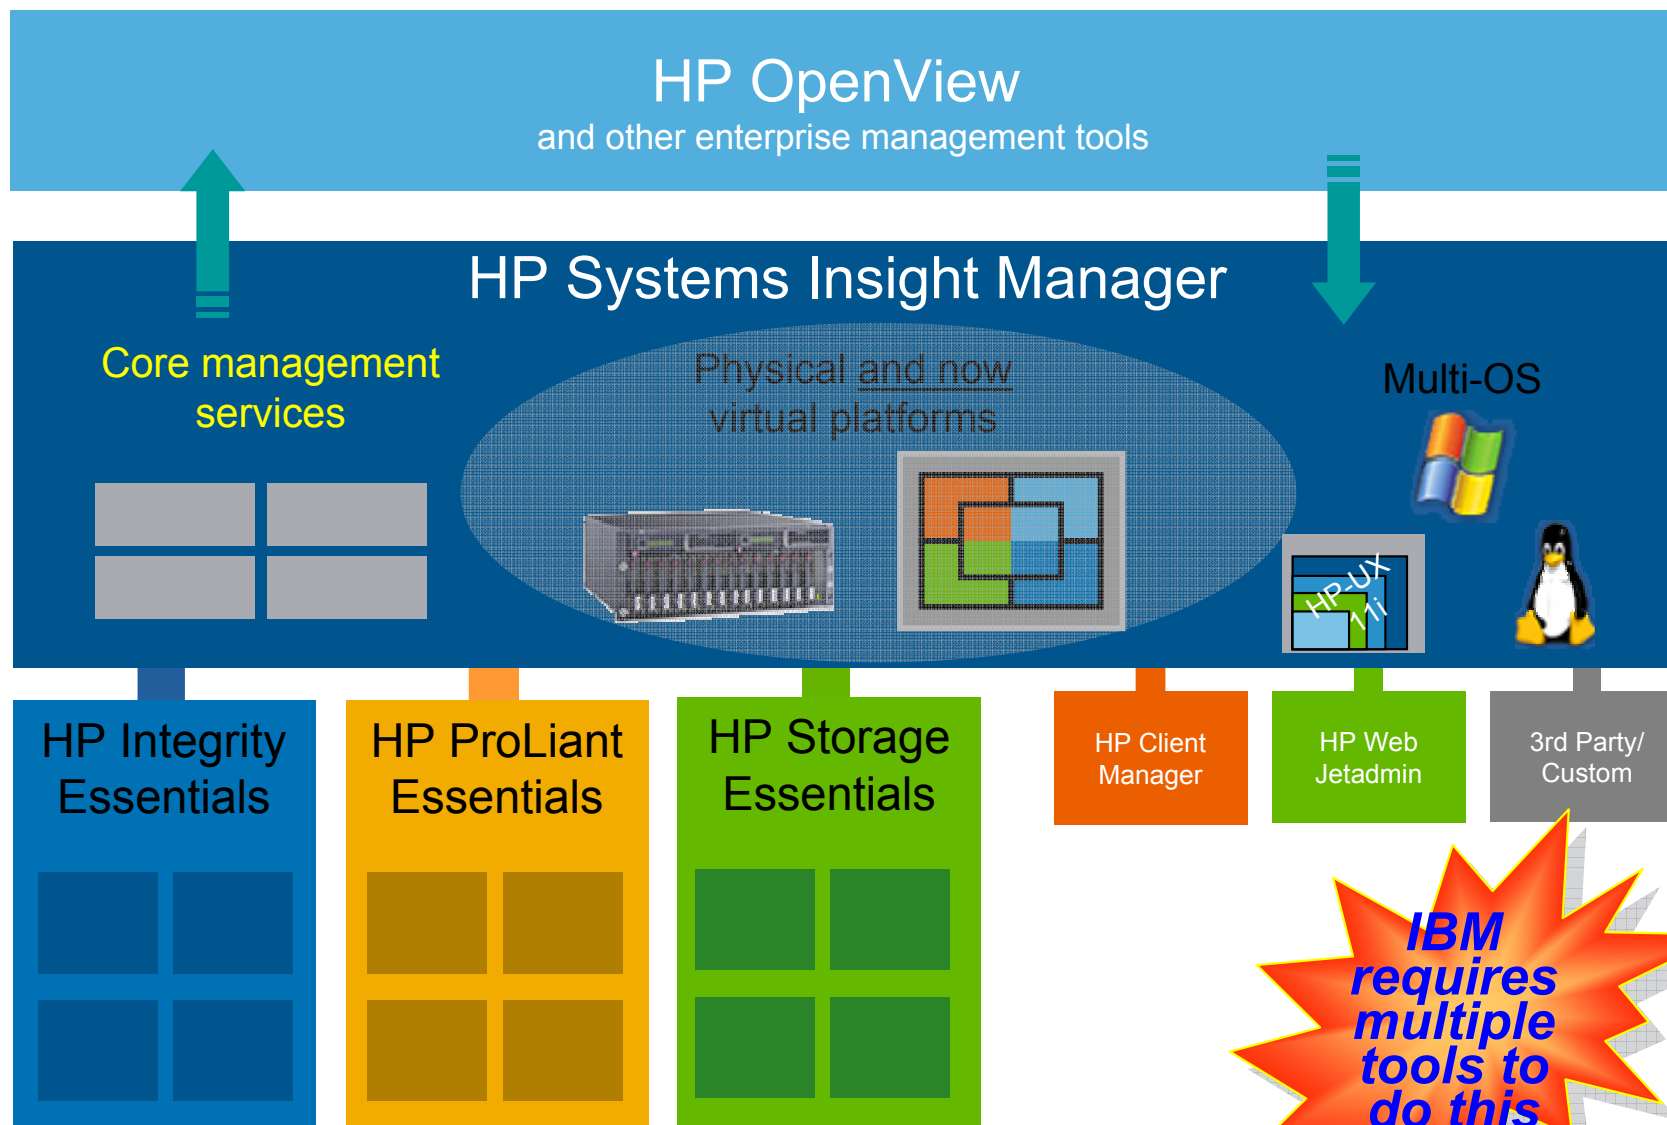 HP OpenView
and other enterprise management tools
HP Systems Insight Manager
Core management
services
Physical and now
virtual platforms
Multi-OS
HP-UX
11i
HP Integrity
Essentials
HP ProLiant
Essentials
HP Storage
Essentials
HP Client
Manager
HP Web
Jetadmin
3rd Party/
Custom
IBM
requires
multiple
tools to
do this